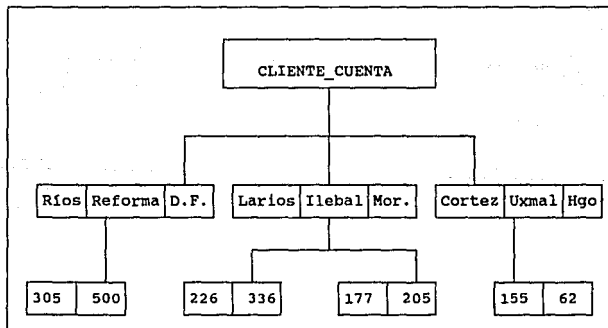 CLIENTE_CUENTA
Ríos Reforma D.F. Larios Ilebal Mor. Cortez Uxmal Hgo
305 500 226 336 177 205 155 62